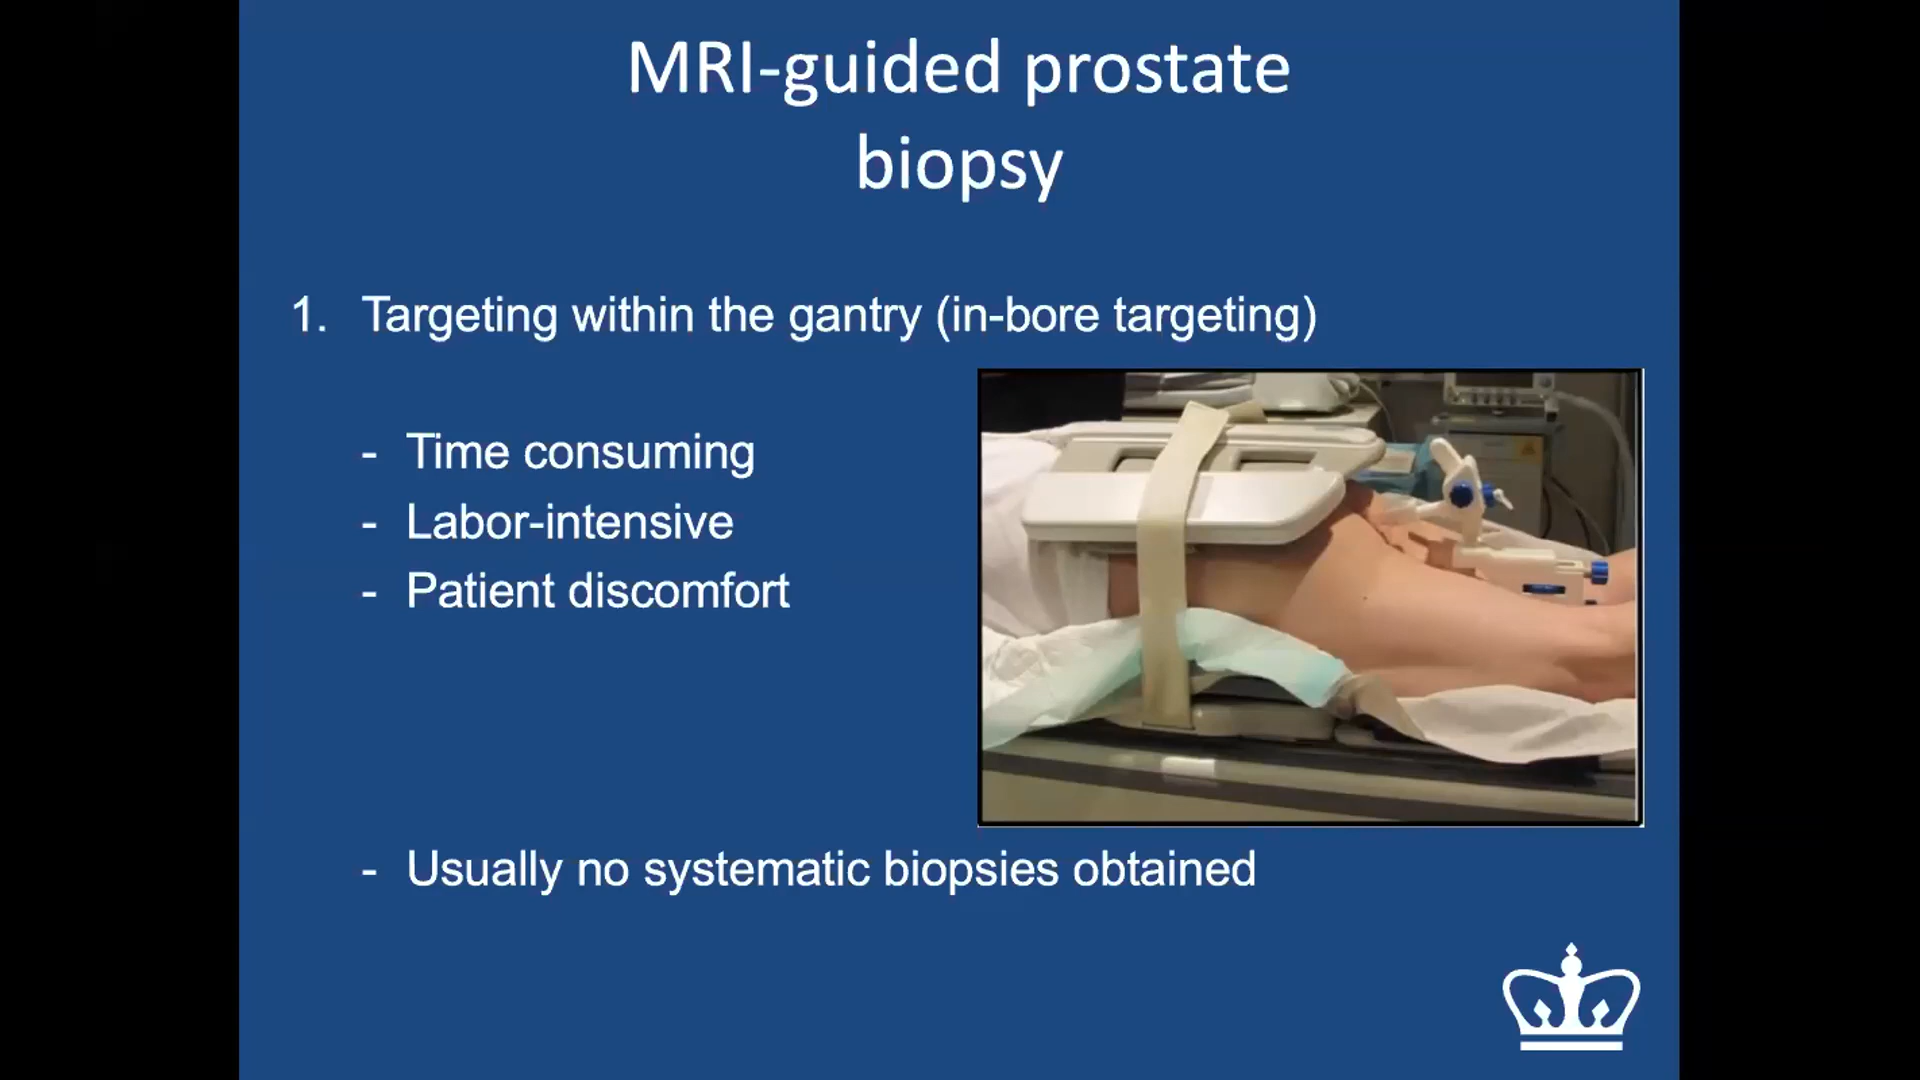 MRI-guided prostate
biopsy
1. Targeting within the gantry (in-bore targeting)
- Time consuming
- Labor-intensive
- Patient discomfort
- Usually no systematic biopsies obtained